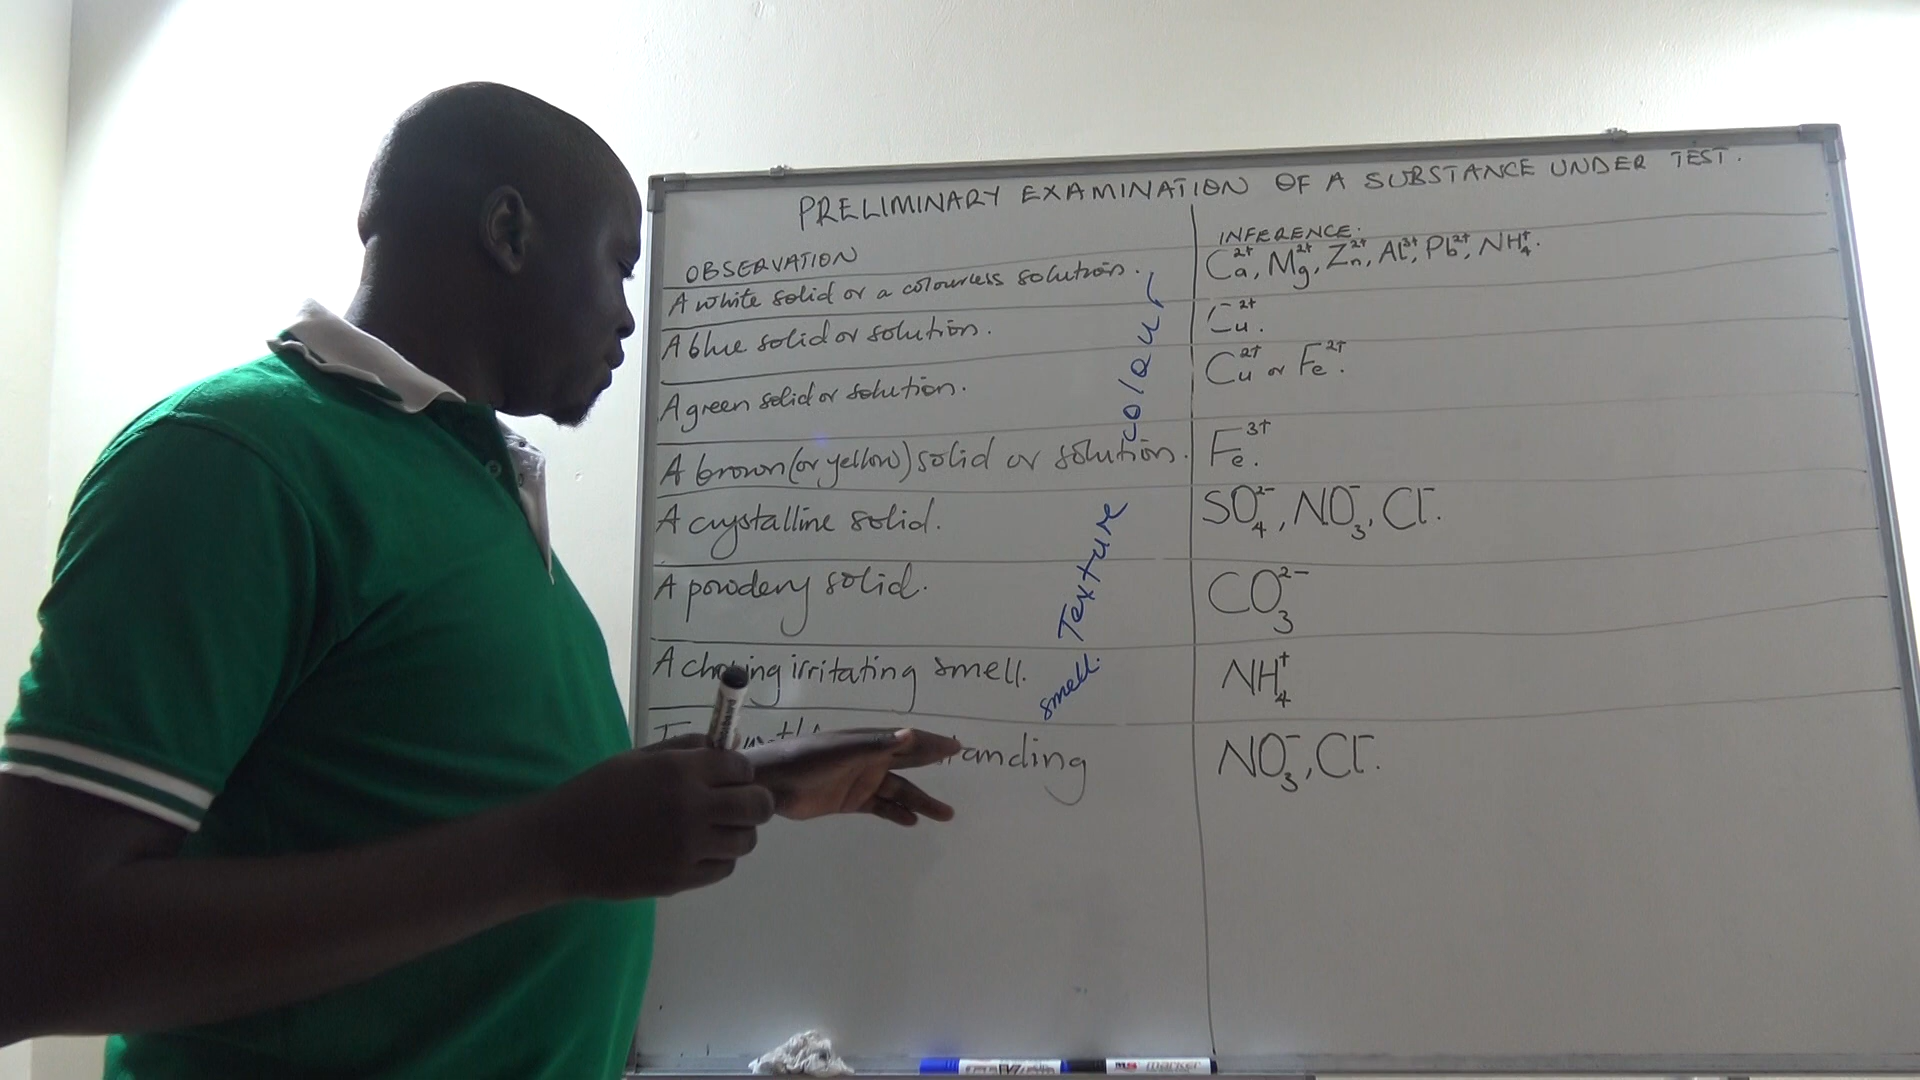 PRELIMINARY EXAMINATION OF A SUBSTANCE UNDER TEST.
OBSERVATION
INFERENCE.
A white solid or a colourless solution.
Ca²⁺, Mg²⁺, Zn²⁺, Al³⁺, Pb²⁺, NH₄⁺.
A blue solid or solution.
Cu²⁺.
A green solid or solution.
Cu²⁺ or Fe²⁺.
colour
A brown (or yellow) solid or solution.
Fe³⁺.
A crystalline solid.
SO₄²⁻, NO₃⁻, Cl⁻.
Texture
A powdery solid.
CO₃²⁻
A irritating smell.
smell.
NH₄⁺
NO₃⁻, Cl⁻.
marker